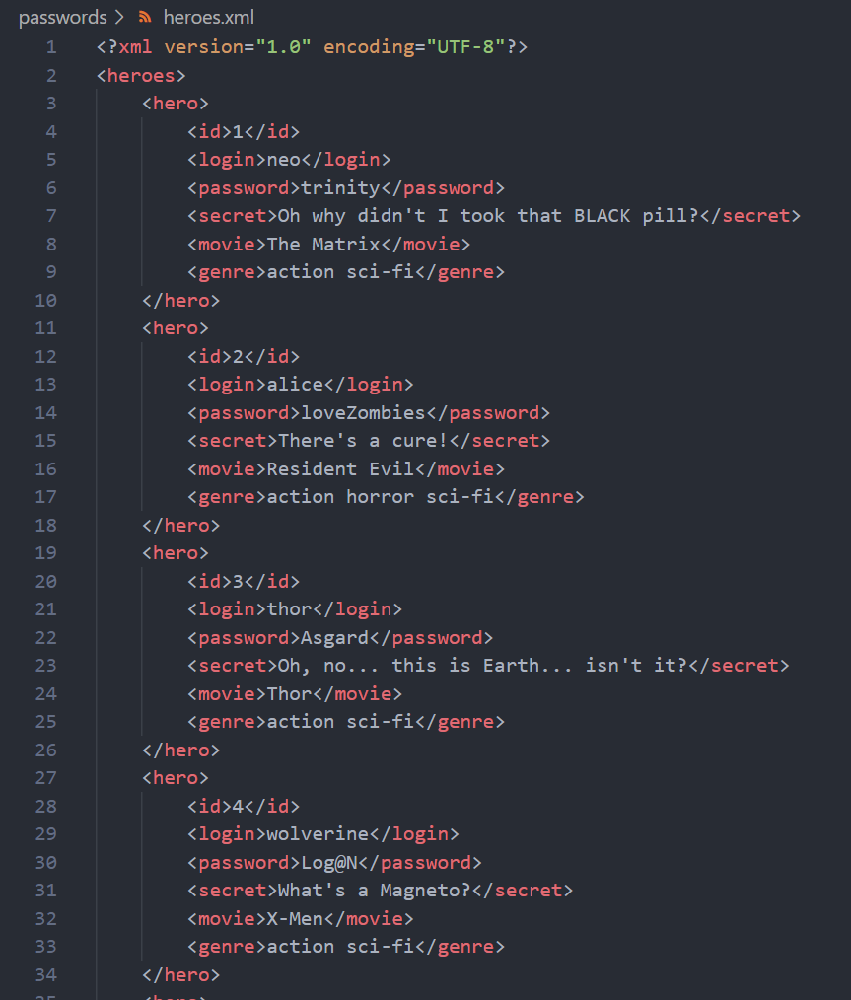 passwords > heroes.xml
1 <?xml version="1.0" encoding="UTF-8"?>
2 <heroes>
3 <hero>
4 <id>1</id>
5 <login>neo</login>
6 <password>trinity</password>
7 <secret>Oh why didn't I took that BLACK pill?</secret>
8 <movie>The Matrix</movie>
9 <genre>action sci-fi</genre>
10 </hero>
11 <hero>
12 <id>2</id>
13 <login>alice</login>
14 <password>loveZombies</password>
15 <secret>There's a cure!</secret>
16 <movie>Resident Evil</movie>
17 <genre>action horror sci-fi</genre>
18 </hero>
19 <hero>
20 <id>3</id>
21 <login>thor</login>
22 <password>Asgard</password>
23 <secret>Oh, no... this is Earth... isn't it?</secret>
24 <movie>Thor</movie>
25 <genre>action sci-fi</genre>
26 </hero>
27 <hero>
28 <id>4</id>
29 <login>wolverine</login>
30 <password>Log@N</password>
31 <secret>What's a Magneto?</secret>
32 <movie>X-Men</movie>
33 <genre>action sci-fi</genre>
34 </hero>
35 <hero>